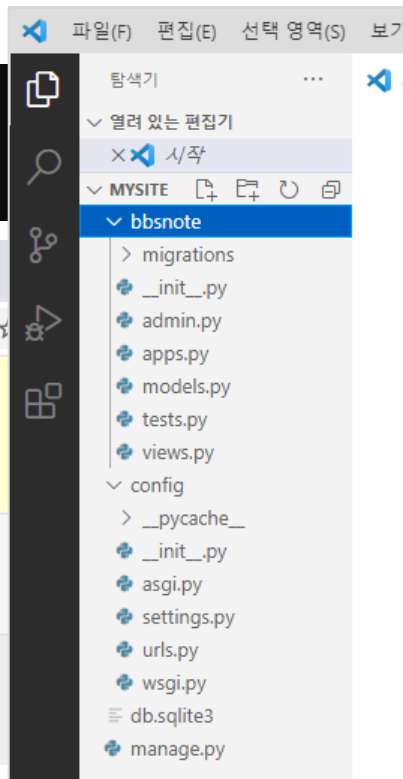 파일(F) 편집(E) 선택 영역(S) 보기
탐색기 ...
열려 있는 편집기
시작
MYSITE
bbsnote
migrations
__init__.py
admin.py
apps.py
models.py
tests.py
views.py
config
__pycache__
__init__.py
asgi.py
settings.py
urls.py
wsgi.py
db.sqlite3
manage.py